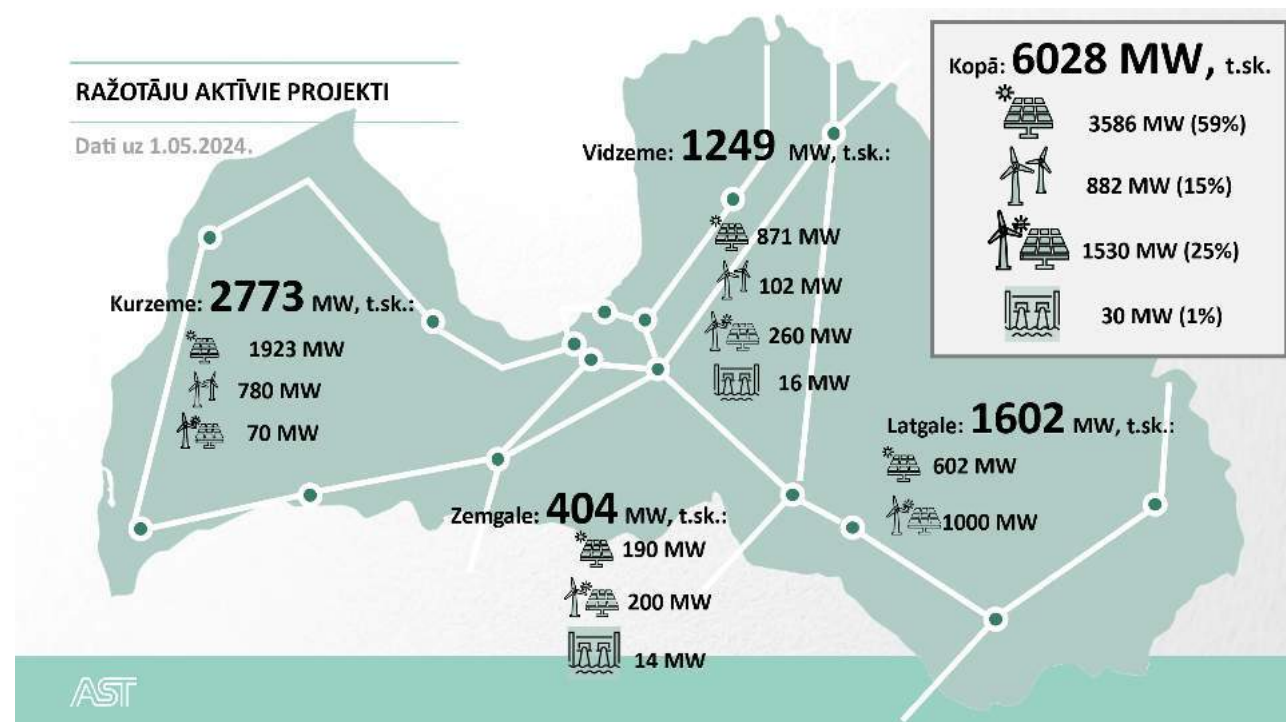 RAŽOTĀJU AKTĪVIE PROJEKTI
Dati uz 1.05.2024.
Kopā: 6028 MW, t.sk.
3586 MW (59%)
882 MW (15%)
1530 MW (25%)
30 MW (1%)
Vidzeme: 1249 MW, t.sk.:
871 MW
102 MW
260 MW
16 MW
Kurzeme: 2773 MW, t.sk.:
1923 MW
780 MW
70 MW
Latgale: 1602 MW, t.sk.:
602 MW
1000 MW
Zemgale: 404 MW, t.sk.:
190 MW
200 MW
14 MW
AST